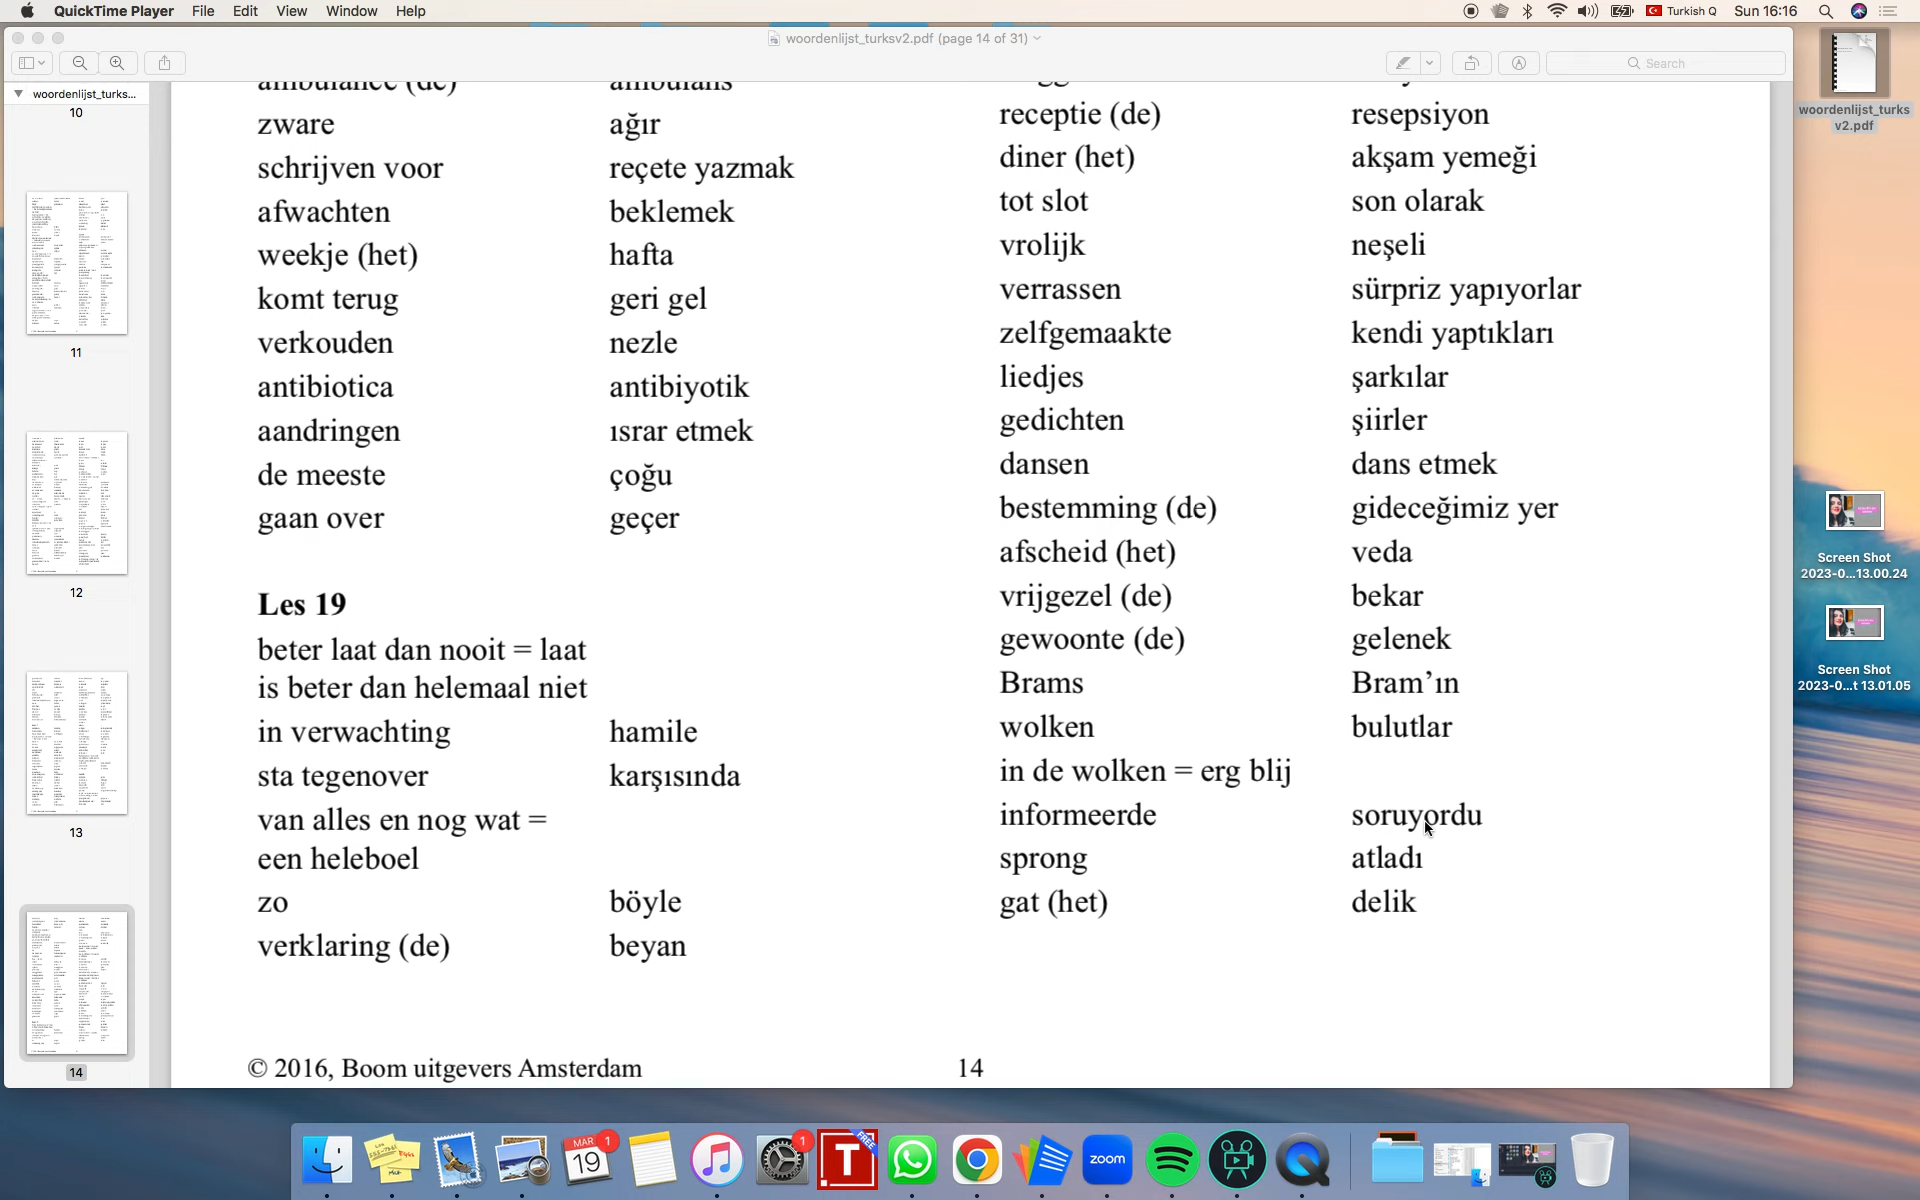 QuickTime Player File Edit View Window Help
Turkish Q Sun 16:16
woordenlijst_turksv2.pdf (page 14 of 31)
Search
woordenlijst_turks...
10
11
12
13
14
ambulance (de) ambulans
zware ağır
schrijven voor reçete yazmak
afwachten beklemek
weekje (het) hafta
komt terug geri gel
verkouden nezle
antibiotica antibiyotik
aandringen ısrar etmek
de meeste çoğu
gaan over geçer
Les 19
beter laat dan nooit = laat
is beter dan helemaal niet
in verwachting hamile
sta tegenover karşısında
van alles en nog wat =
een heleboel
zo böyle
verklaring (de) beyan
receptie (de) resepsiyon
diner (het) akşam yemeği
tot slot son olarak
vrolijk neşeli
verrassen sürpriz yapıyorlar
zelfgemaakte kendi yaptıkları
liedjes şarkılar
gedichten şiirler
dansen dans etmek
bestemming (de) gideceğimiz yer
afscheid (het) veda
vrijgezel (de) bekar
gewoonte (de) gelenek
Brams Bram’ın
wolken bulutlar
in de wolken = erg blij
informeerde soruyordu
sprong atladı
gat (het) delik
© 2016, Boom uitgevers Amsterdam 14
woordenlijst_turks
v2.pdf
Screen Shot
2023-0...13.00.24
Screen Shot
2023-0...t 13.01.05
MAR
19
1
1
T
FREE
zoom